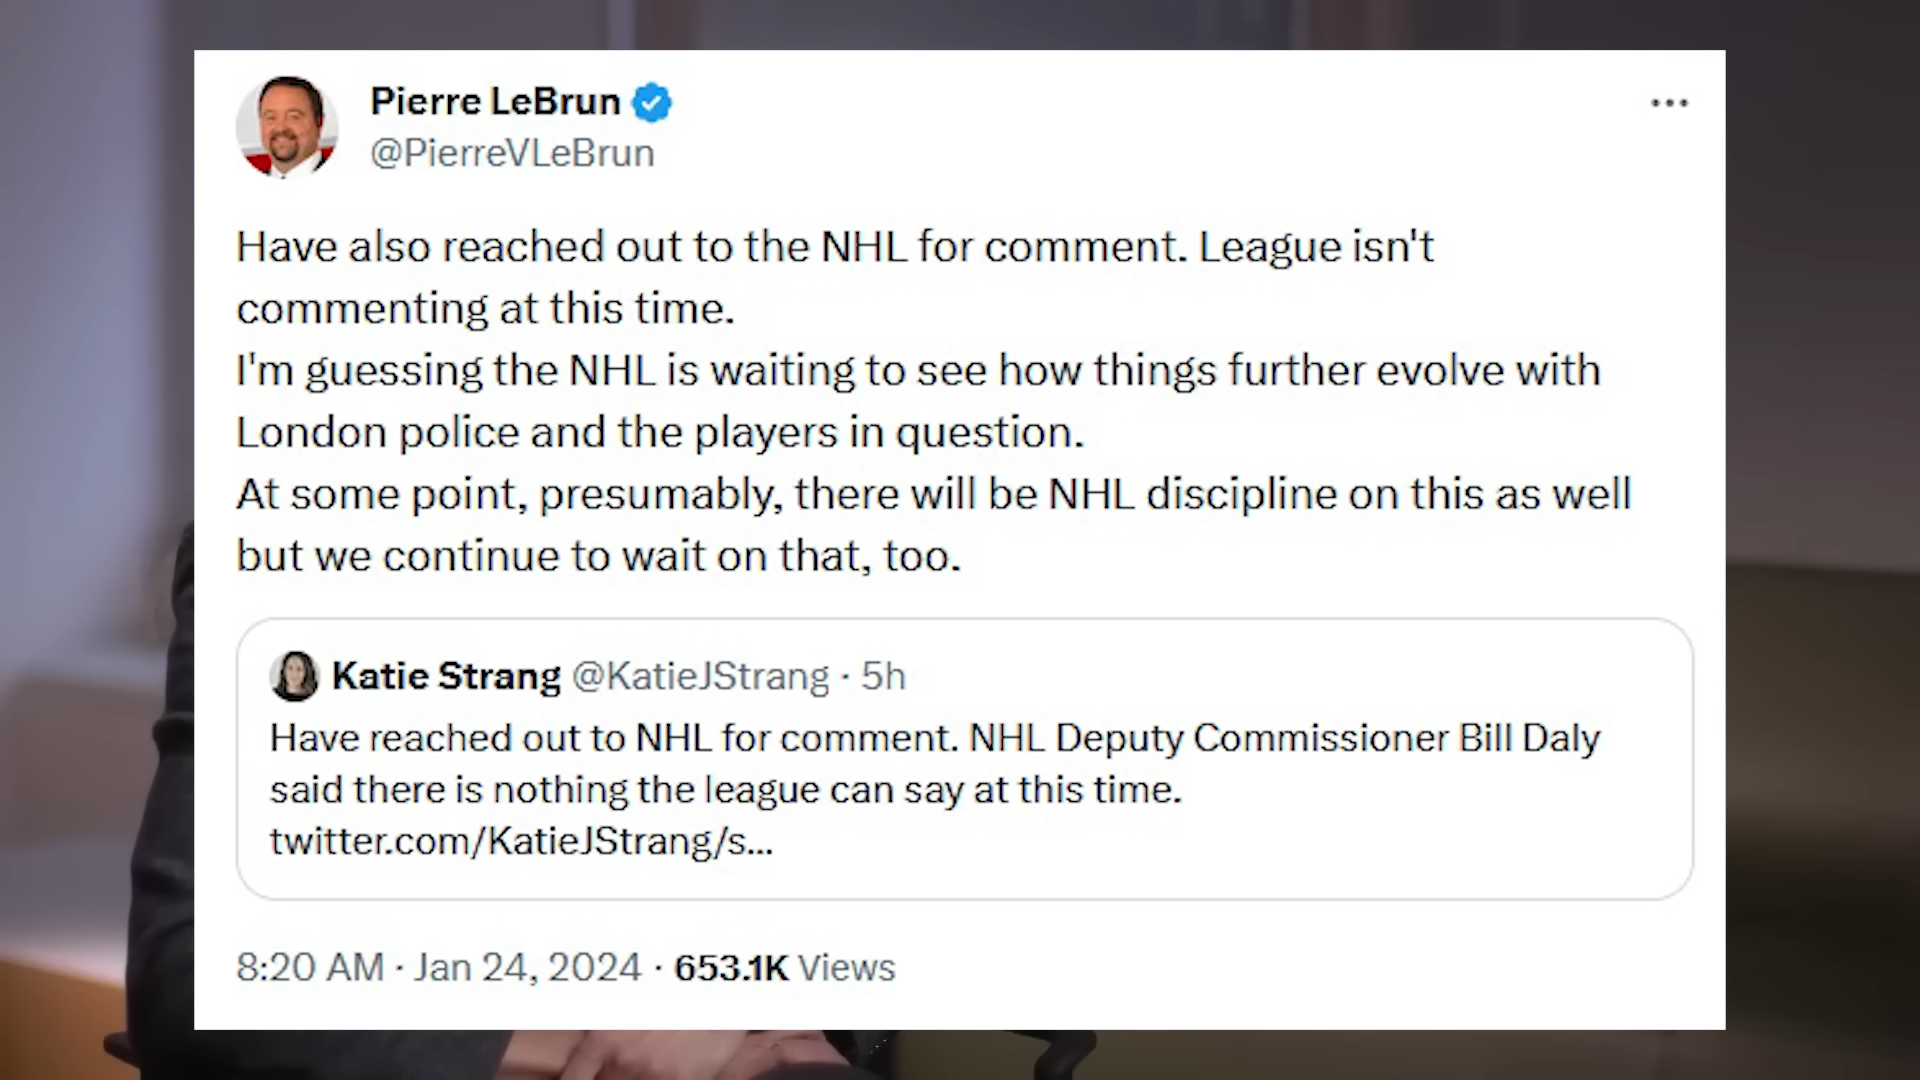 Pierre LeBrun
@PierreVLeBrun
Have also reached out to the NHL for comment. League isn't
commenting at this time.
I'm guessing the NHL is waiting to see how things further evolve with
London police and the players in question.
At some point, presumably, there will be NHL discipline on this as well
but we continue to wait on that, too.
Katie Strang @KatieJStrang · 5h
Have reached out to NHL for comment. NHL Deputy Commissioner Bill Daly
said there is nothing the league can say at this time.
twitter.com/KatieJStrang/s...
8:20 AM · Jan 24, 2024 · 653.1K Views